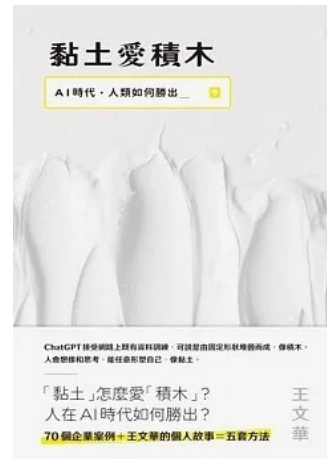 黏土愛積木
AI時代，人類如何勝出_
ChatGPT接受網路上既有資料訓練，可說是由固定形狀堆圈而成，像積木。
人會想像和思考，能任意形塑自己，像黏土。
「黏土」怎麼愛「積木」？
人在AI時代如何勝出？
70個企業案例＋王文華的個人故事＝五套方法
王文華